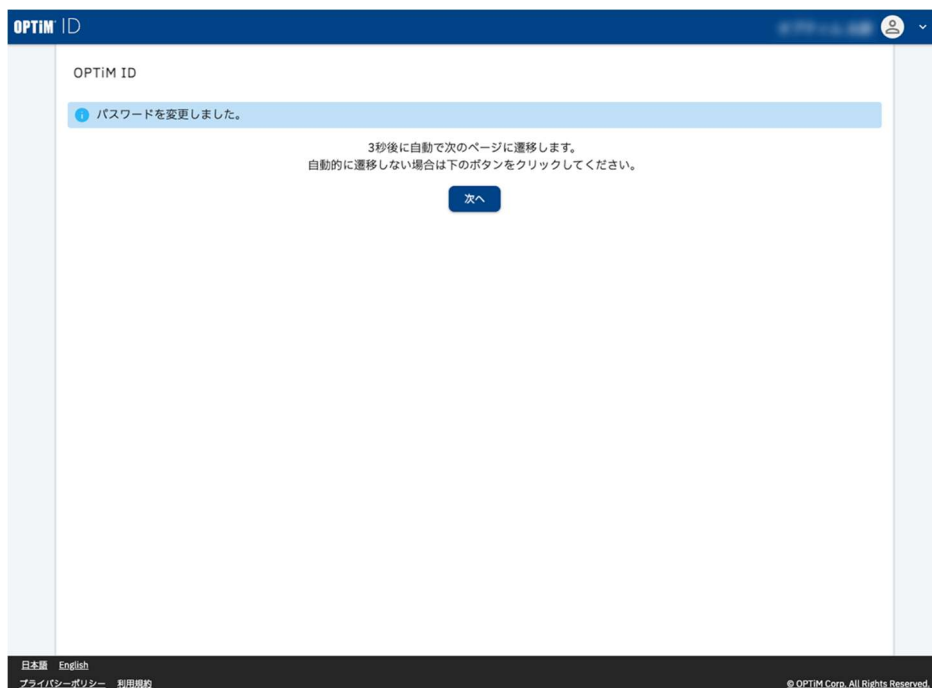 OPTiM ID
OPTiM ID
パスワードを変更しました。
3秒後に自動で次のページに遷移します。
自動的に遷移しない場合は下のボタンをクリックしてください。
次へ
日本語 English
プライバシーポリシー 利用規約
© OPTiM Corp. All Rights Reserved.